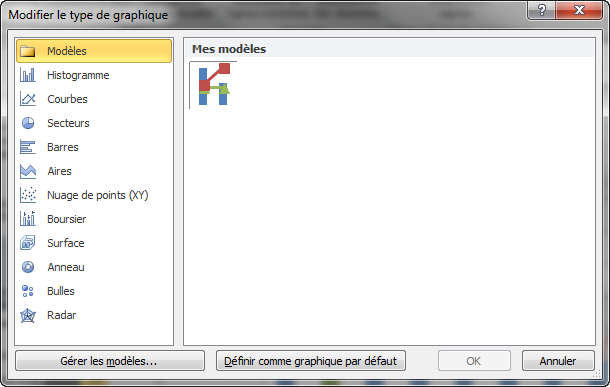 Modifier le type de graphique
Modèles
Histogramme
Courbes
Secteurs
Barres
Aires
Nuage de points (XY)
Boursier
Surface
Anneau
Bulles
Radar
Mes modèles
Gérer les modèles...
Définir comme graphique par défaut
OK
Annuler